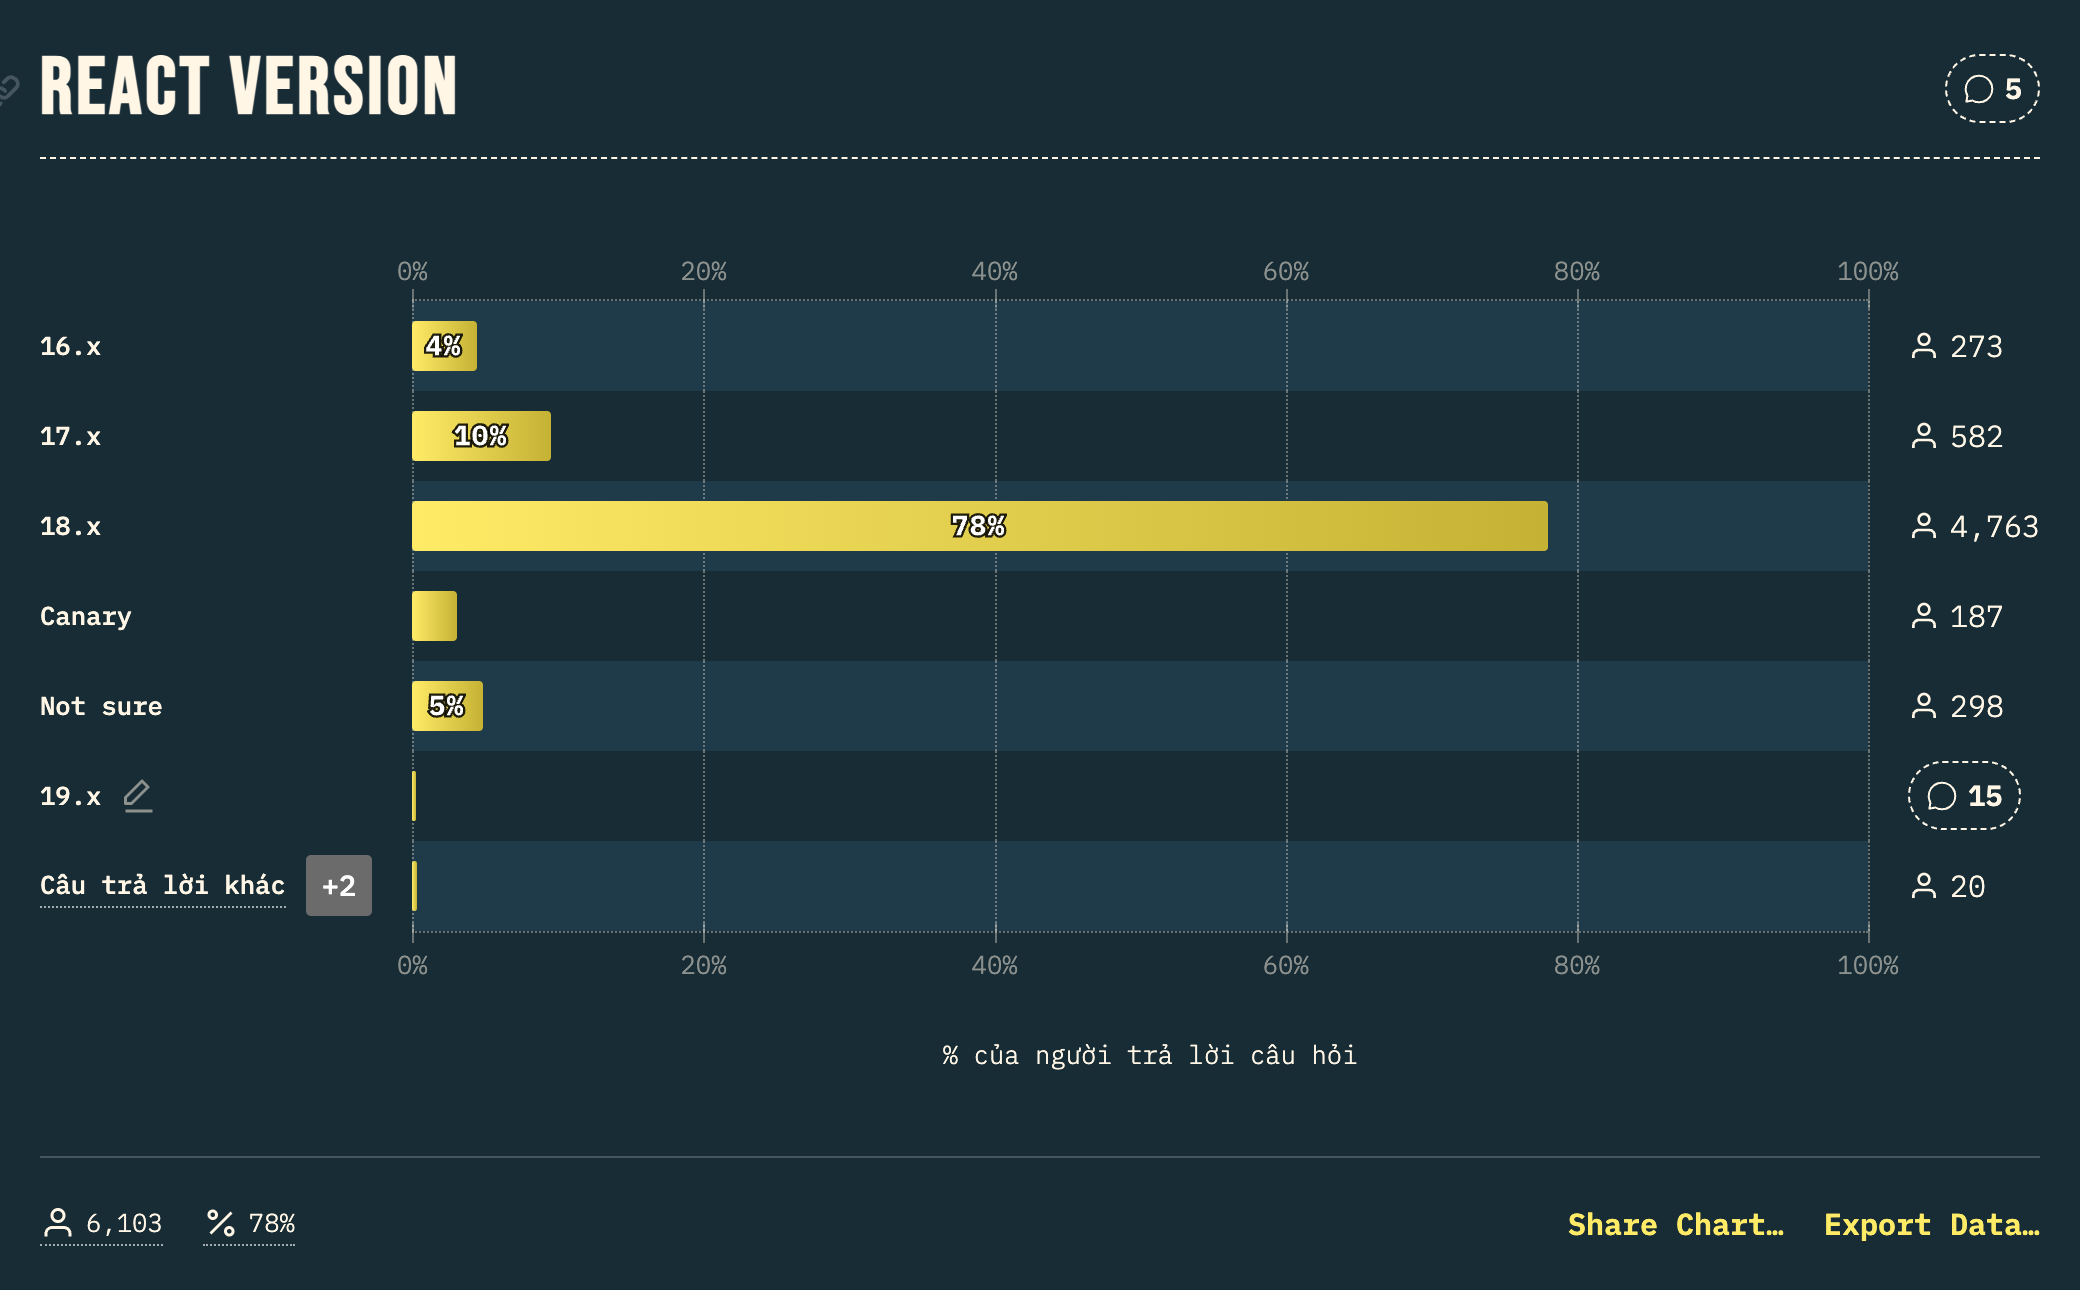 REACT VERSION
5
0% 20% 40% 60% 80% 100%
16.x 4% 273
17.x 10% 582
18.x 78% 4,763
Canary 187
Not sure 5% 298
19.x 15
Câu trả lời khác +2 20
0% 20% 40% 60% 80% 100%
% của người trả lời câu hỏi
6,103 78% Share Chart… Export Data…